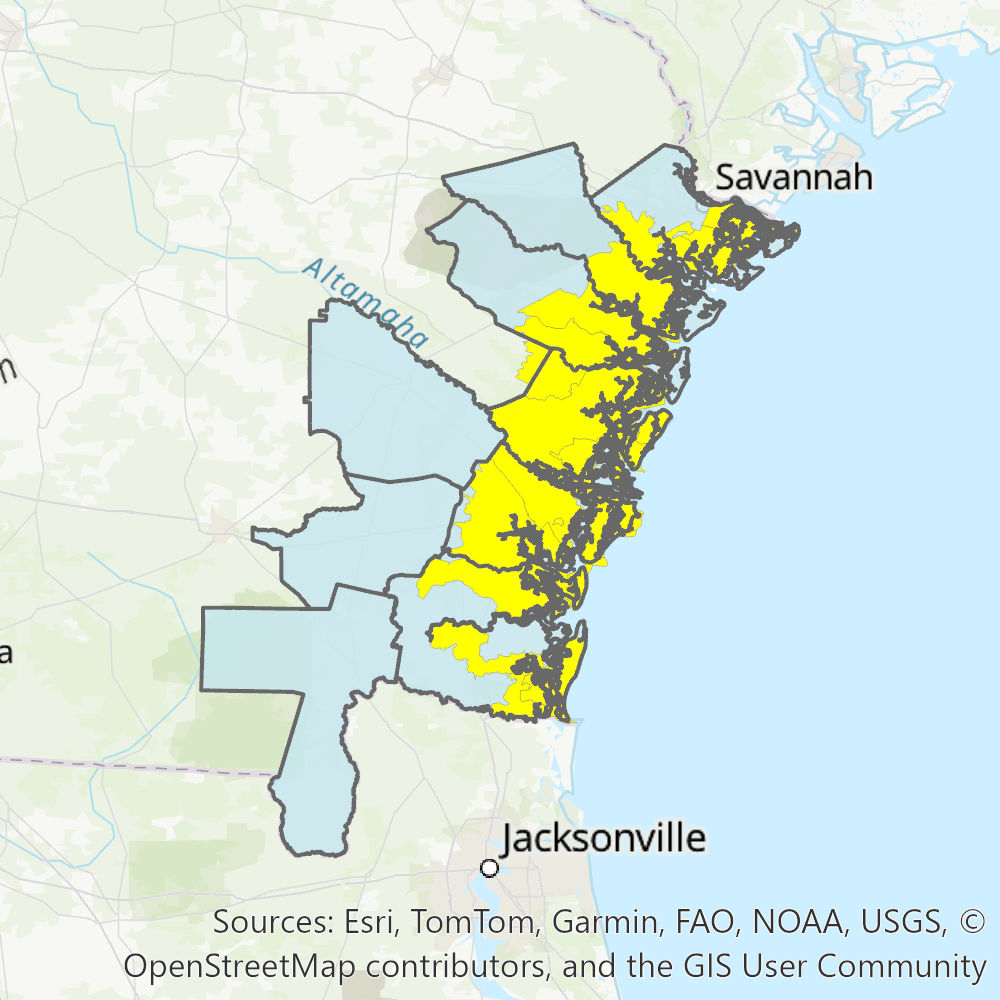 Savannah
Altamaha
n
a
Jacksonville
Sources: Esri, TomTom, Garmin, FAO, NOAA, USGS, ©
OpenStreetMap contributors, and the GIS User Community